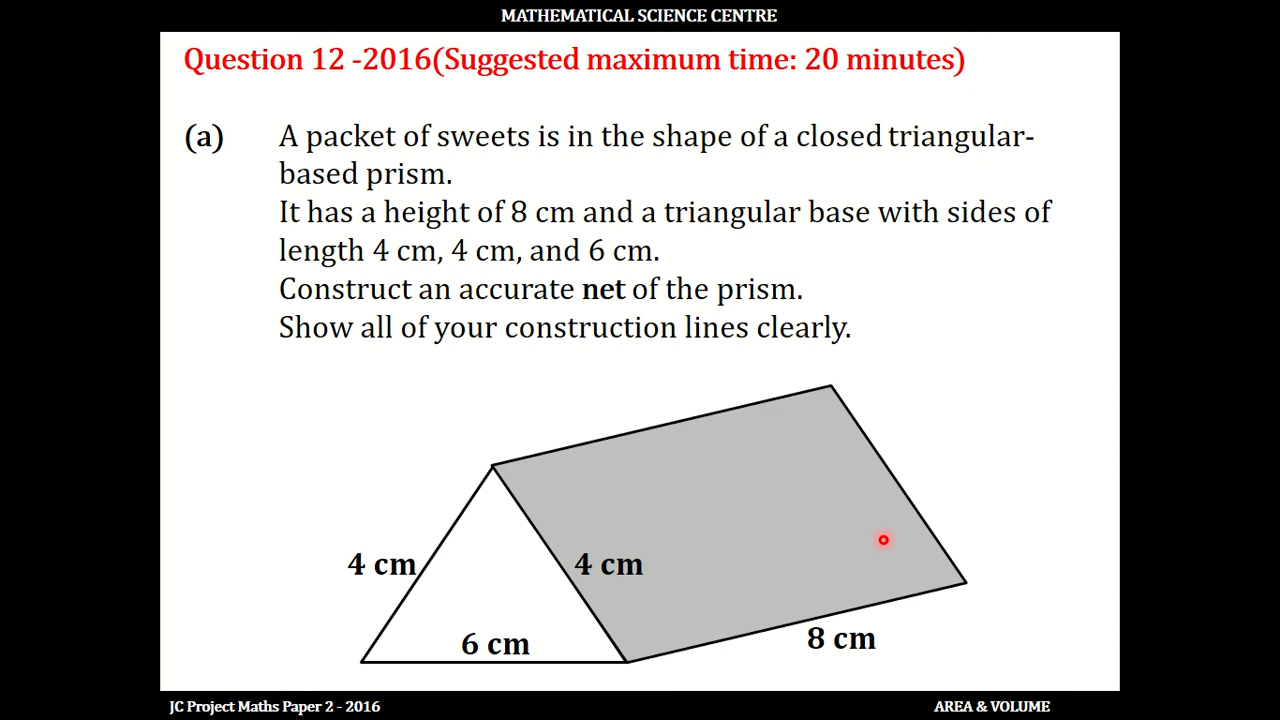 MATHEMATICAL SCIENCE CENTRE
Question 12 -2016(Suggested maximum time: 20 minutes)
(a) A packet of sweets is in the shape of a closed triangular-
based prism.
It has a height of 8 cm and a triangular base with sides of
length 4 cm, 4 cm, and 6 cm.
Construct an accurate net of the prism.
Show all of your construction lines clearly.
4 cm 4 cm
6 cm
8 cm
JC Project Maths Paper 2 - 2016 AREA & VOLUME